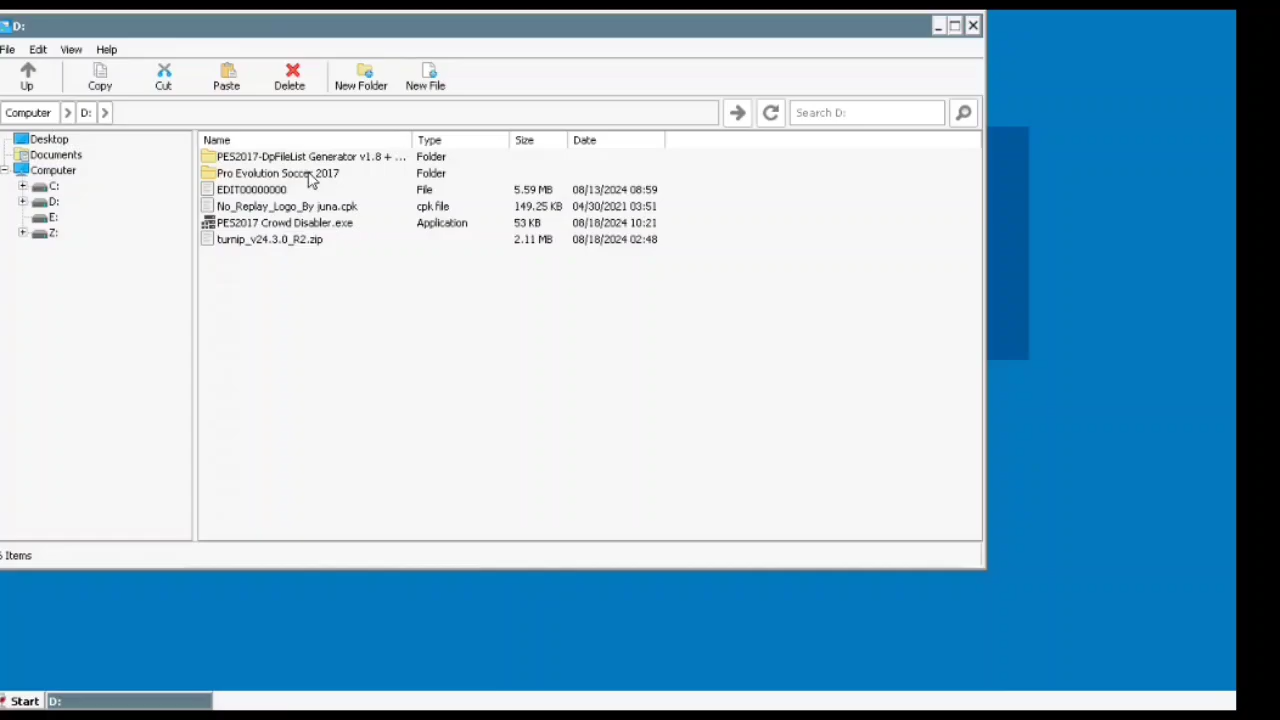 D:
File Edit View Help
Up Copy Cut Paste Delete New Folder New File
Computer D: Search D:
Desktop
Documents
Computer
C:
D:
E:
Z:
Name Type Size Date
PES2017-DpFileList Generator v1.8 + ... Folder
Pro Evolution Soccer 2017 Folder
EDIT00000000 File 5.59 MB 08/13/2024 08:59
No_Replay_Logo_By juna.cpk cpk file 149.25 KB 04/30/2021 03:51
PES2017 Crowd Disabler.exe Application 53 KB 08/18/2024 10:21
turnip_v24.3.0_R2.zip 2.11 MB 08/18/2024 02:48
6 Items
Start D: